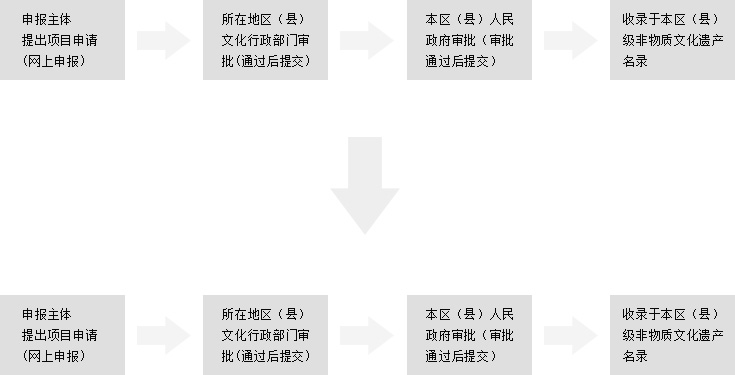 申报主体
提出项目申请
(网上申报)
所在地区（县）
文化行政部门审
批(通过后提交)
本区（县）人民
政府审批（审批
通过后提交）
收录于本区（县）
级非物质文化遗产
名录
申报主体
提出项目申请
(网上申报)
所在地区（县）
文化行政部门审
批(通过后提交)
本区（县）人民
政府审批（审批
通过后提交）
收录于本区（县）
级非物质文化遗产
名录